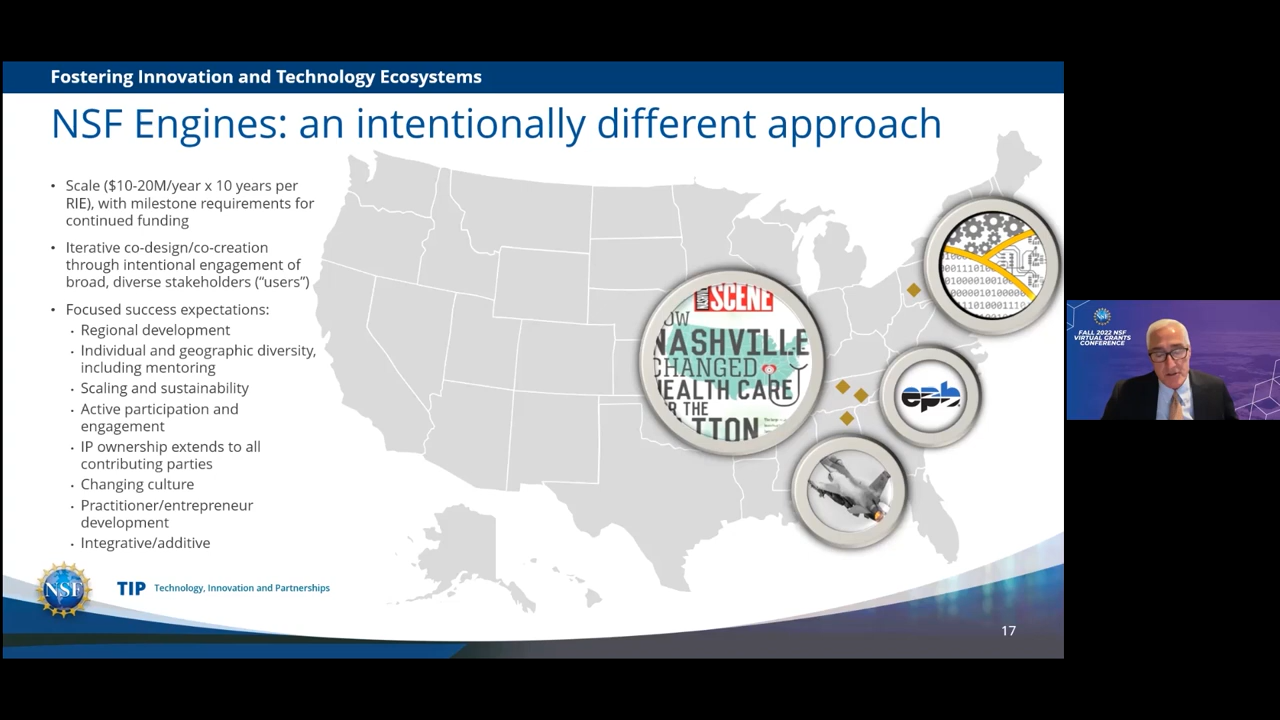 Fostering Innovation and Technology Ecosystems
NSF Engines: an intentionally different approach
• Scale ($10-20M/year x 10 years per
RIE), with milestone requirements for
continued funding
• Iterative co-design/co-creation
through intentional engagement of
broad, diverse stakeholders (“users”)
• Focused success expectations:
• Regional development
• Individual and geographic diversity,
including mentoring
• Scaling and sustainability
• Active participation and
engagement
• IP ownership extends to all
contributing parties
• Changing culture
• Practitioner/entrepreneur
development
• Integrative/additive
SCENE
OW
NASHVILLE
CHANGED
HEALTH CARE
R THE
TTON
epb
NSF
TIP Technology, Innovation and Partnerships
17
FALL 2022 NSF
VIRTUAL GRANTS
CONFERENCE